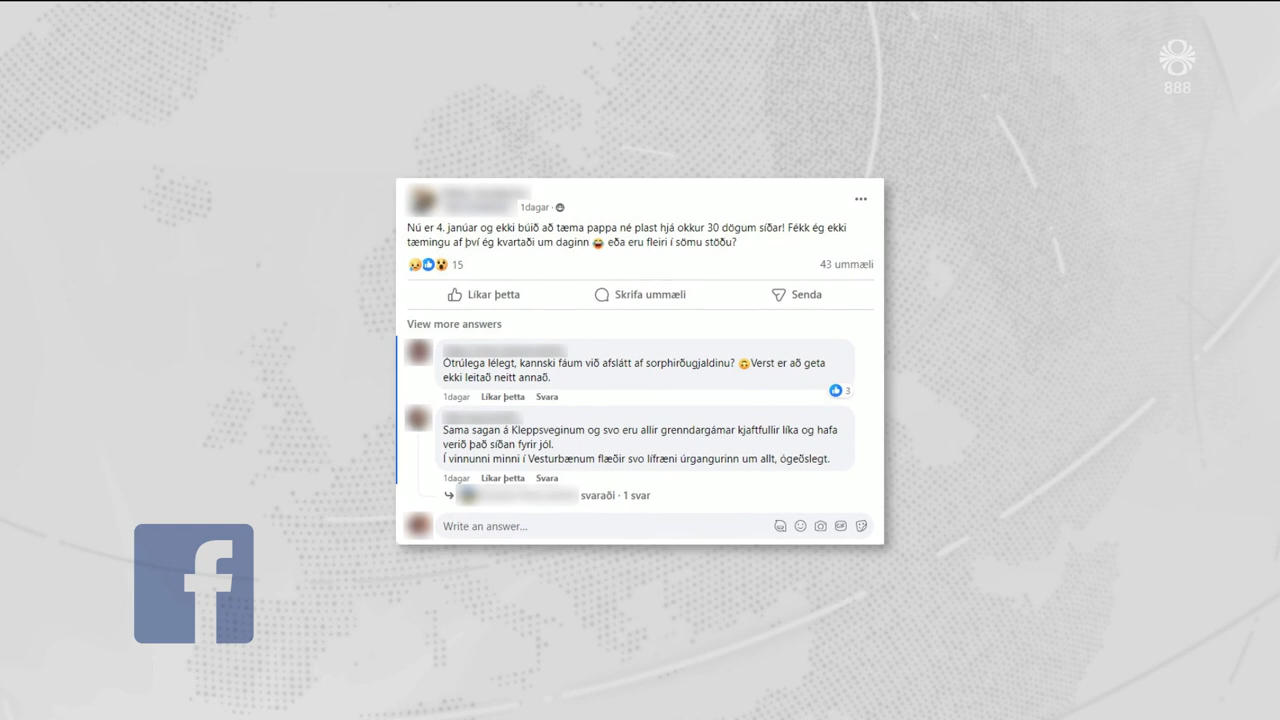 888
1dagar
Nú er 4. janúar og ekki búið að tæma pappa né plast hjá okkur 30 dögum síðar! Fékk ég ekki
tæmingu af því ég kvartaði um daginn 😂 eða eru fleiri í sömu stöðu?
15
43 ummæli
Líkar þetta
Skrifa ummæli
Senda
View more answers
Ótrúlega lélegt, kannski fáum við afslátt af sorphirðugjaldinu? 🙃Verst er að geta
ekki leitað neitt annað.
3
1dagar Líkar þetta Svara
Sama sagan á Kleppsveginum og svo eru allir grenndargámar kjaftfullir líka og hafa
verið það síðan fyrir jól.
Í vinnunni minni í Vesturbænum flæðir svo lífræni úrgangurinn um allt, ógeðslegt.
1dagar Líkar þetta Svara
svaraði · 1 svar
Write an answer...
GIF
f